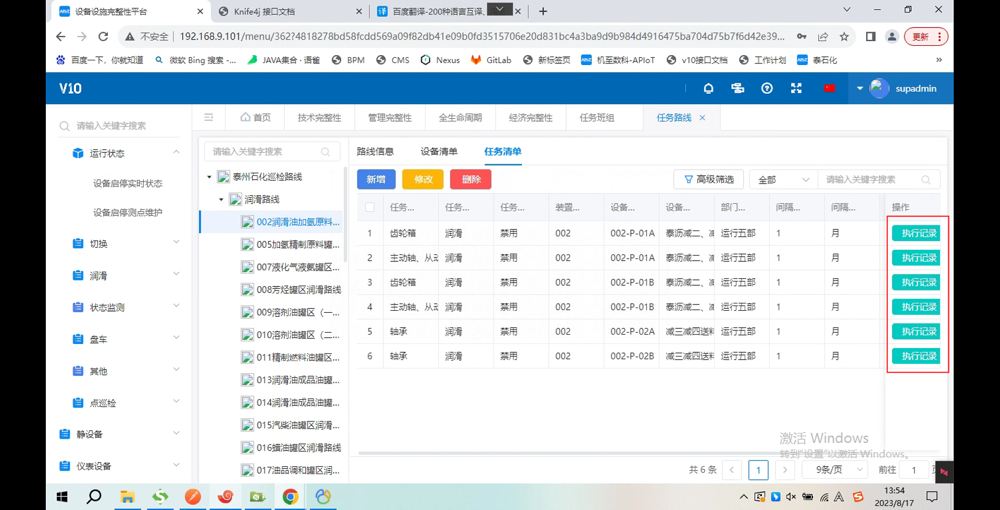 设备设施完整性平台
Knife4j 接口文档
译 百度翻译-200种语言互译、
不安全
192.168.9.101/menu/362?4818278bd58fcdd569a09f82db41e09b0fd3515706e20d831bc4a3ba9d9b984d4916475ba704d75b7f6d42e39...
更新
百度一下，你就知道
微软 Bing 搜索 -...
JAVA集合 · 语雀
BPM
CMS
Nexus
GitLab
新标签页
机至数科-APIoT
v10接口文档
工作计划
泰石化
V10
supadmin
请输入关键字搜索
首页
技术完整性
管理完整性
全生命周期
经济完整性
任务班组
任务路线
运行状态
设备启停实时状态
设备启停测点维护
切换
润滑
状态监测
盘车
其他
点巡检
静设备
仪表设备
请输入关键字搜索
泰州石化巡检路线
润滑路线
002润滑油加氢原料...
005加氢精制原料罐...
007液化气液氨罐区...
008芳烃罐区润滑路线
009溶剂油罐区（一...
010溶剂油罐区（二...
011精制燃料油罐区...
013润滑油成品油罐...
014润滑油成品油罐...
015汽柴油罐区润滑...
016蜡油罐区润滑路线
017油品调和罐区润...
路线信息 设备清单 任务清单
新增 修改 删除
高级筛选 全部 请输入关键字搜索
任务... 任务... 任务... 装置... 设备... 设备... 部门... 间隔... 间隔... 操作
1 齿轮箱 润滑 禁用 002 002-P-01A 泰沥减二、减 运行五部 1 月 执行记录
2 主动轴、从动 润滑 禁用 002 002-P-01A 泰沥减二、减 运行五部 1 月 执行记录
3 齿轮箱 润滑 禁用 002 002-P-01B 泰沥减二、减 运行五部 1 月 执行记录
4 主动轴、从动 润滑 禁用 002 002-P-01B 泰沥减二、减 运行五部 1 月 执行记录
5 轴承 润滑 禁用 002 002-P-02A 减三减四送料 运行五部 1 月 执行记录
6 轴承 润滑 禁用 002 002-P-02B 减三减四送料 运行五部 1 月 执行记录
激活 Windows
转到"设置"以激活 Windows。
共 6 条 1 9条/页 前往 1
13:54
2023/8/17